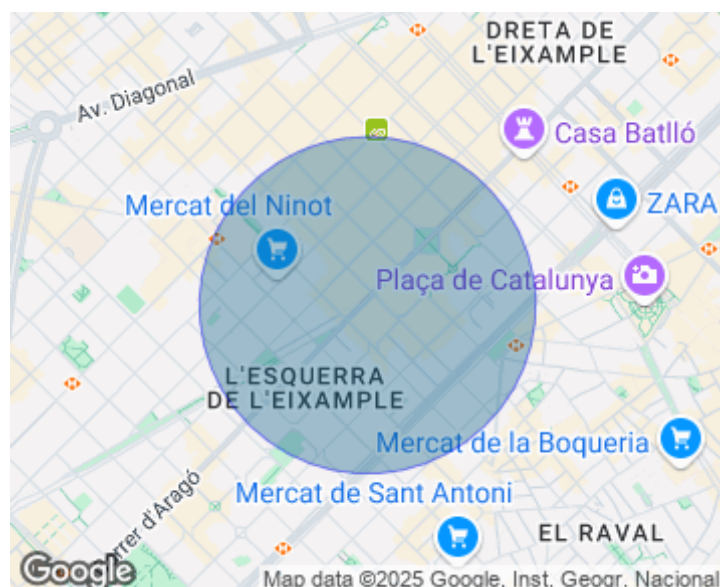 DRETA DE
L'EIXAMPLE
Av. Diagonal
Casa Batlló
Mercat del Ninot
ZARA
Plaça de Catalunya
L'ESQUERRA
DE L'EIXAMPLE
Mercat de la Boqueria
Mercat de Sant Antoni
rrer d'Aragó
EL RAVAL
Google
Map data ©2025 Google, Inst. Geogr. Nacional